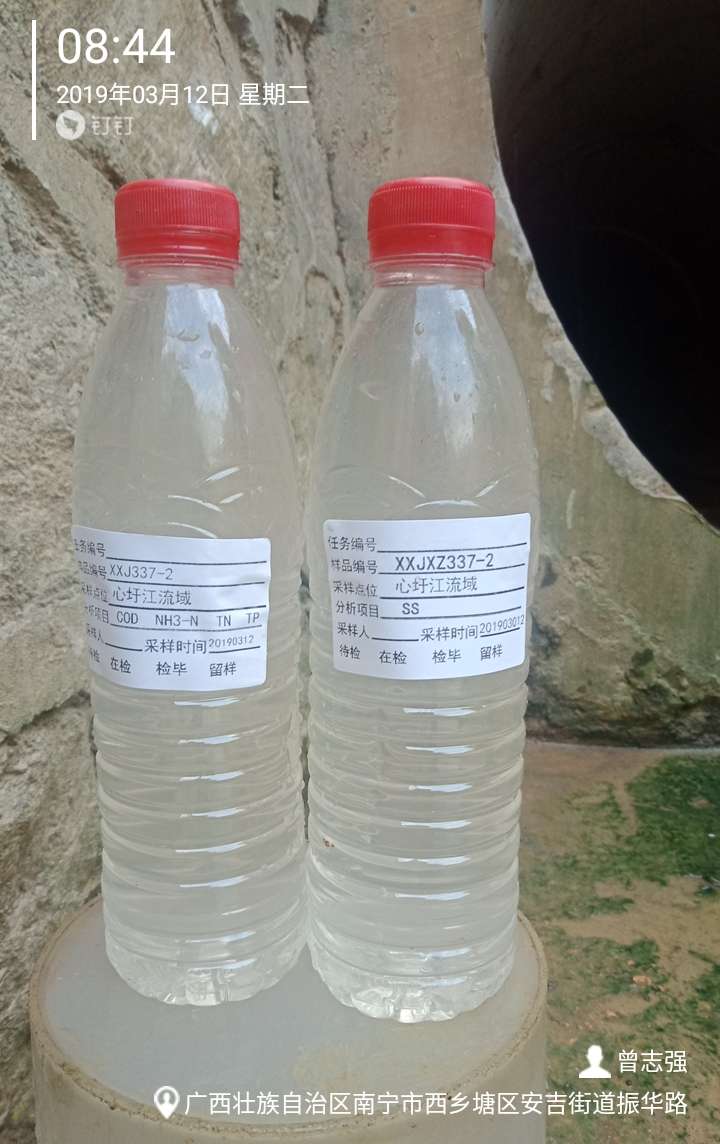 08:44
2019年03月12日 星期二
钉钉
任务编号
样品编号 XXJ337-2
采样点位 心圩江流域
分析项目 COD NH3-N TN TP
采样人 采样时间 20190312
待检 在检 检毕 留样
任务编号
样品编号 XXJXZ337-2
采样点位 心圩江流域
分析项目 SS
采样人 采样时间 201903012
待检 在检 检毕 留样
曾志强
广西壮族自治区南宁市西乡塘区安吉街道振华路